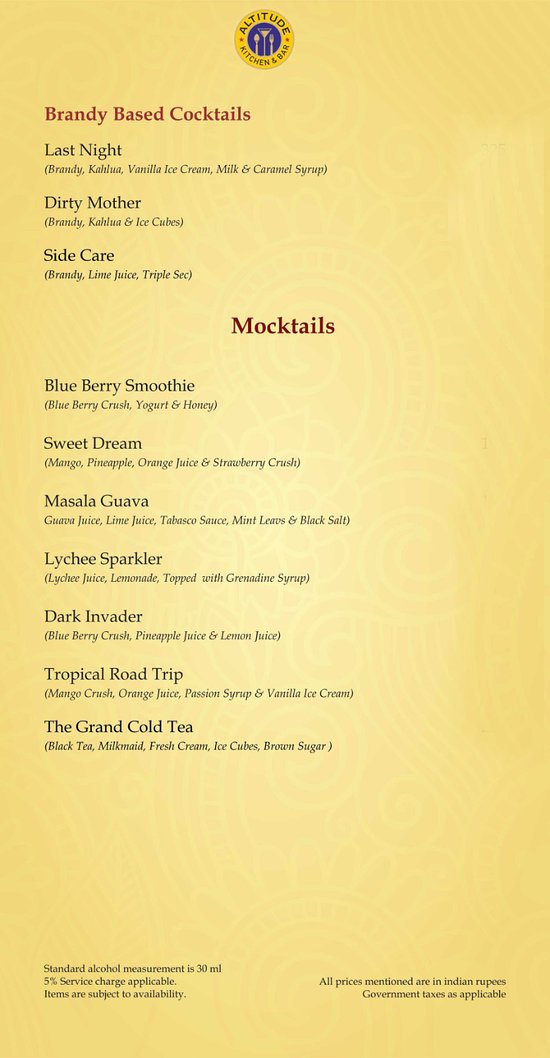 ALTITUDE
KITCHEN & BAR
Brandy Based Cocktails
Last Night
(Brandy, Kahlua, Vanilla Ice Cream, Milk & Caramel Syrup)
Dirty Mother
(Brandy, Kahlua & Ice Cubes)
Side Care
(Brandy, Lime Juice, Triple Sec)
Mocktails
Blue Berry Smoothie
(Blue Berry Crush, Yogurt & Honey)
Sweet Dream
(Mango, Pineapple, Orange Juice & Strawberry Crush)
Masala Guava
Guava Juice, Lime Juice, Tabasco Sauce, Mint Leavs & Black Salt)
Lychee Sparkler
(Lychee Juice, Lemonade, Topped with Grenadine Syrup)
Dark Invader
(Blue Berry Crush, Pineapple Juice & Lemon Juice)
Tropical Road Trip
(Mango Crush, Orange Juice, Passion Syrup & Vanilla Ice Cream)
The Grand Cold Tea
(Black Tea, Milkmaid, Fresh Cream, Ice Cubes, Brown Sugar )
Standard alcohol measurement is 30 ml
5% Service charge applicable.
Items are subject to availability.
All prices mentioned are in indian rupees
Government taxes as applicable